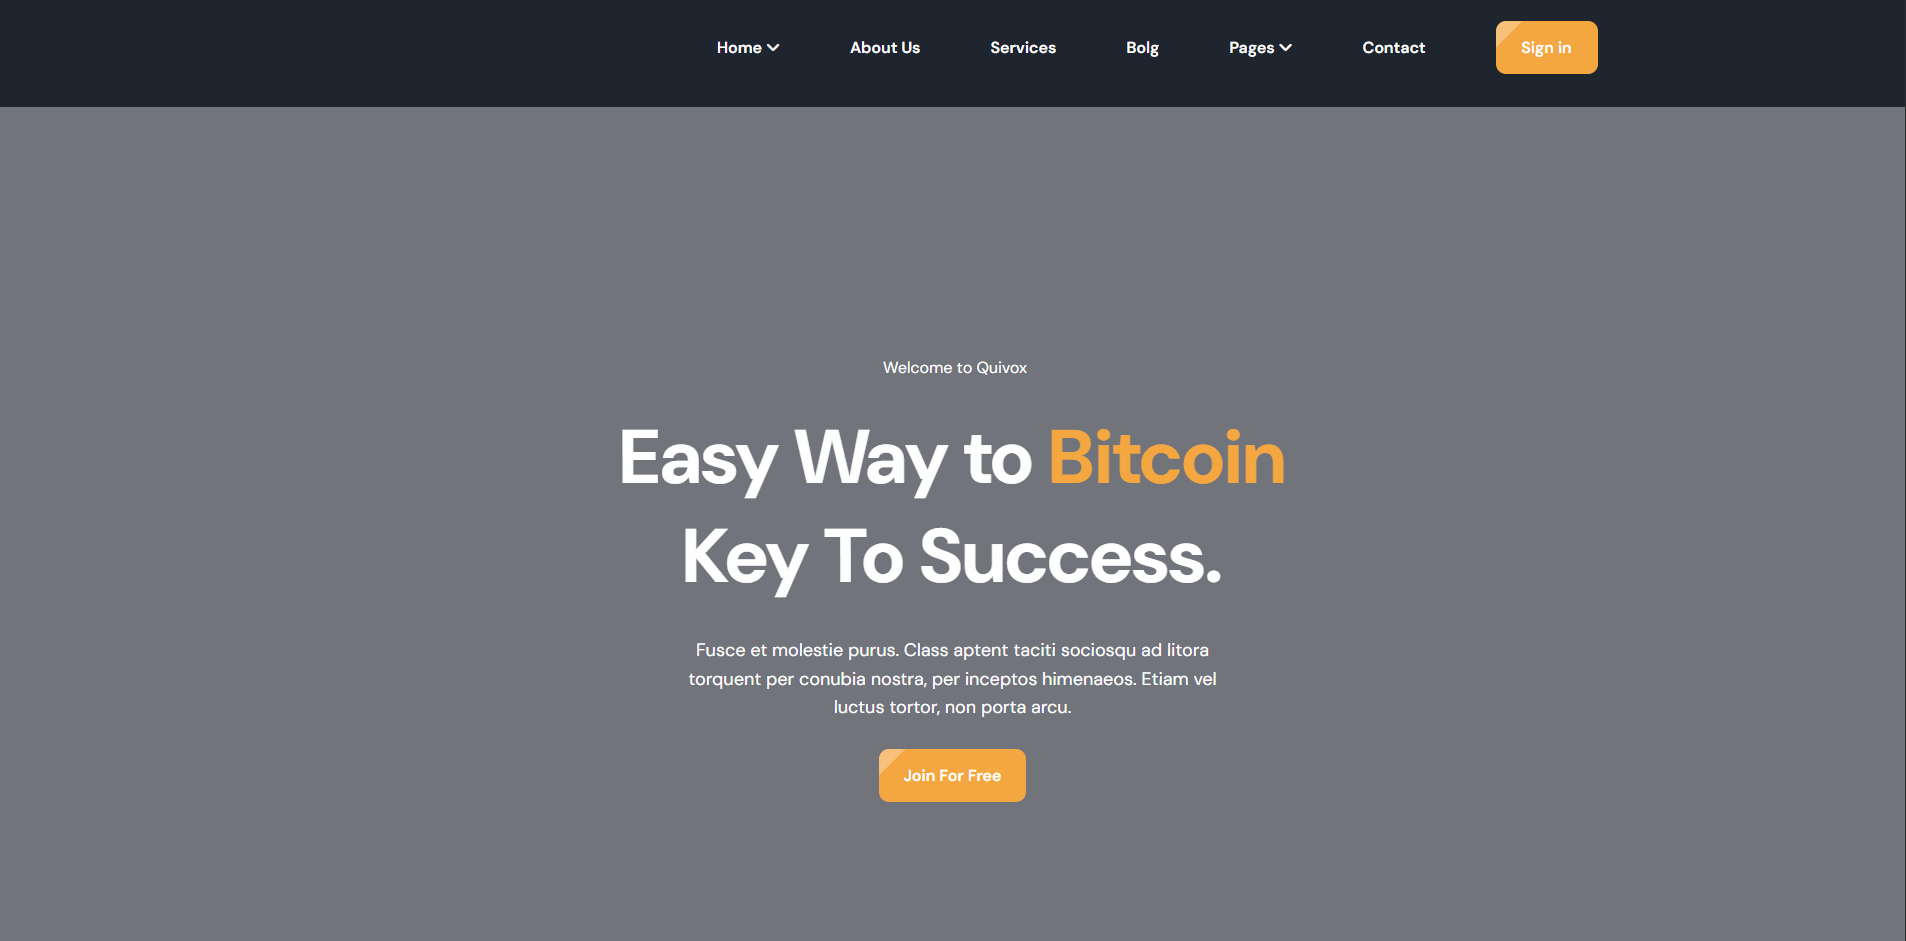 Home About Us Services Bolg Pages Contact Sign in
Welcome to Quivox
Easy Way to Bitcoin
Key To Success.
Fusce et molestie purus. Class aptent taciti sociosqu ad litora
torquent per conubia nostra, per inceptos himenaeos. Etiam vel
luctus tortor, non porta arcu.
Join For Free